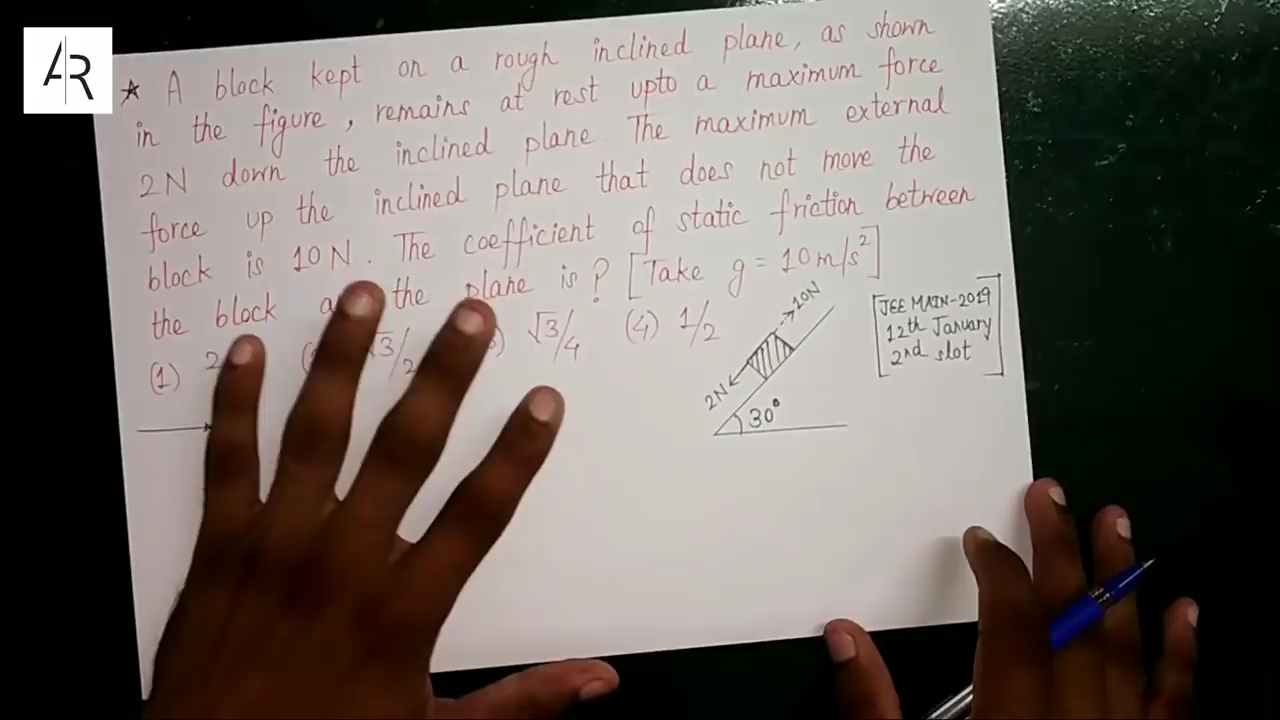 AR
★ A block kept on a rough inclined plane, as shown
in the figure, remains at rest upto a maximum force
2N down the inclined plane. The maximum external
force up the inclined plane that does not move the
block is 10N. The coefficient of static friction between
the block the plane is? [Take g = 10 m/s²]
(1) √3/2 √3/4 (4) 1/2
10N
2N
30°
[JEE MAIN-2019
12th January
2nd slot]